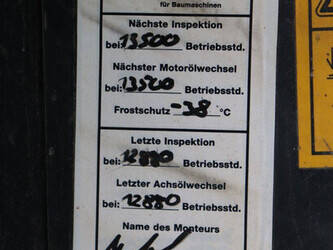 für Baumaschinen
Nächste Inspektion
bei: 13500 Betriebsstd.
Nächster Motorölwechsel
bei: 13500 Betriebsstd.
Frostschutz -38 °C
Letzte Inspektion
bei: 12880 Betriebsstd.
Letzter Achsölwechsel
bei: 12880 Betriebsstd.
Name des Monteurs